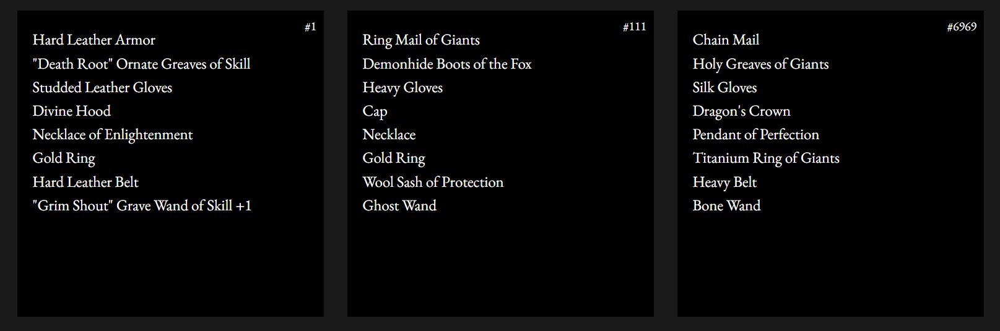 #1
Hard Leather Armor
"Death Root" Ornate Greaves of Skill
Studded Leather Gloves
Divine Hood
Necklace of Enlightenment
Gold Ring
Hard Leather Belt
"Grim Shout" Grave Wand of Skill +1
#111
Ring Mail of Giants
Demonhide Boots of the Fox
Heavy Gloves
Cap
Necklace
Gold Ring
Wool Sash of Protection
Ghost Wand
#6969
Chain Mail
Holy Greaves of Giants
Silk Gloves
Dragon's Crown
Pendant of Perfection
Titanium Ring of Giants
Heavy Belt
Bone Wand